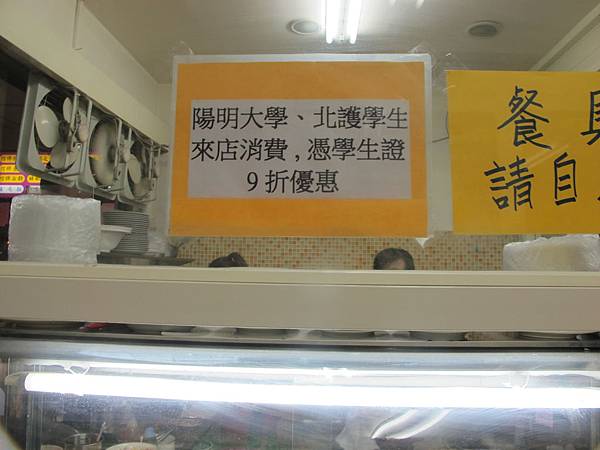 陽明大學、北護學生
來店消費,憑學生證
9折優惠
餐具
請自